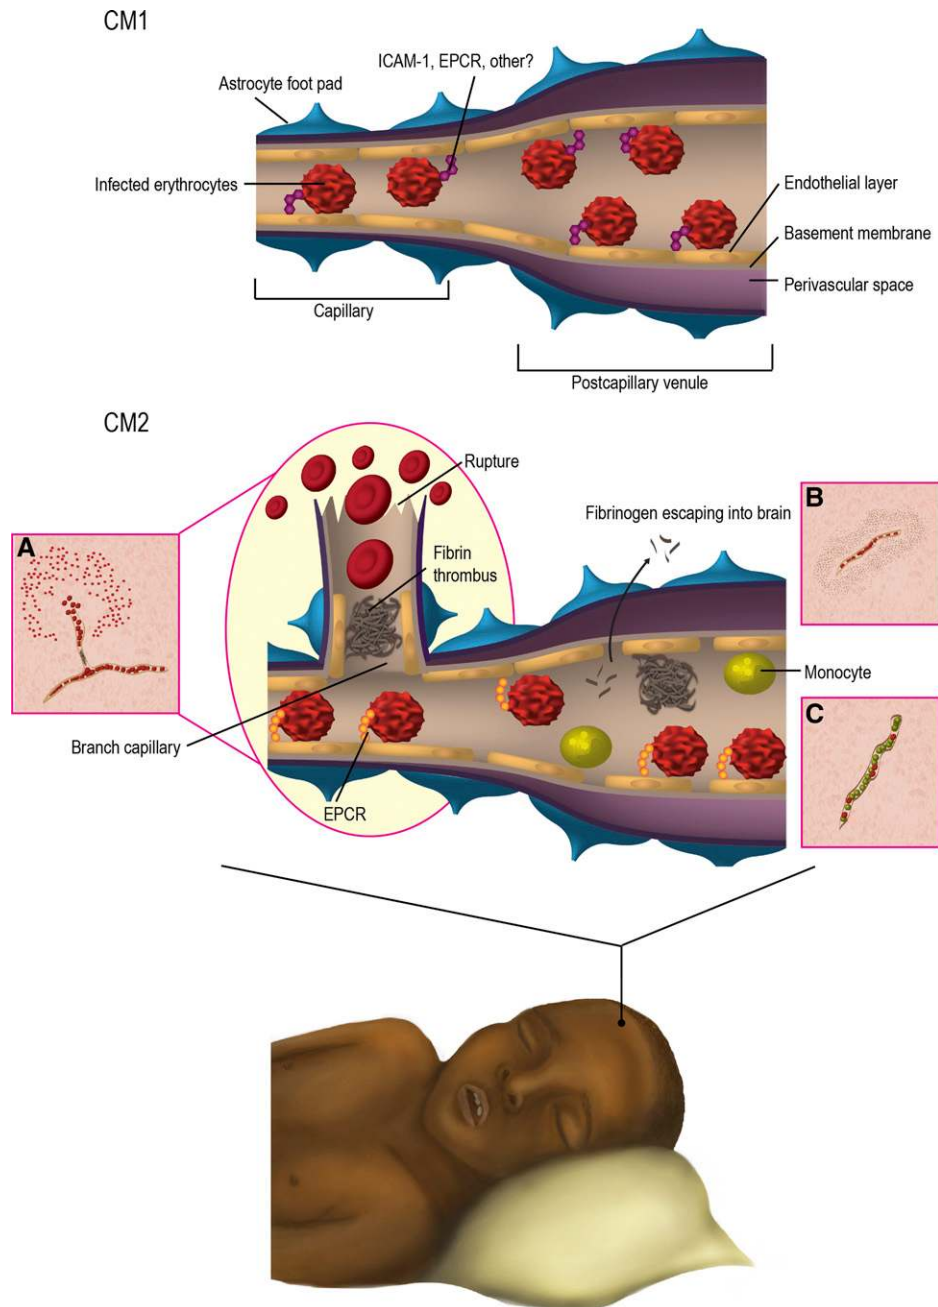 CM1
ICAM-1, EPCR, other?
Astrocyte foot pad
Infected erythrocytes
Endothelial layer
Basement membrane
Perivascular space
Capillary
Postcapillary venule
CM2
Rupture
Fibrinogen escaping into brain
A
B
Fibrin
thrombus
Monocyte
C
Branch capillary
EPCR